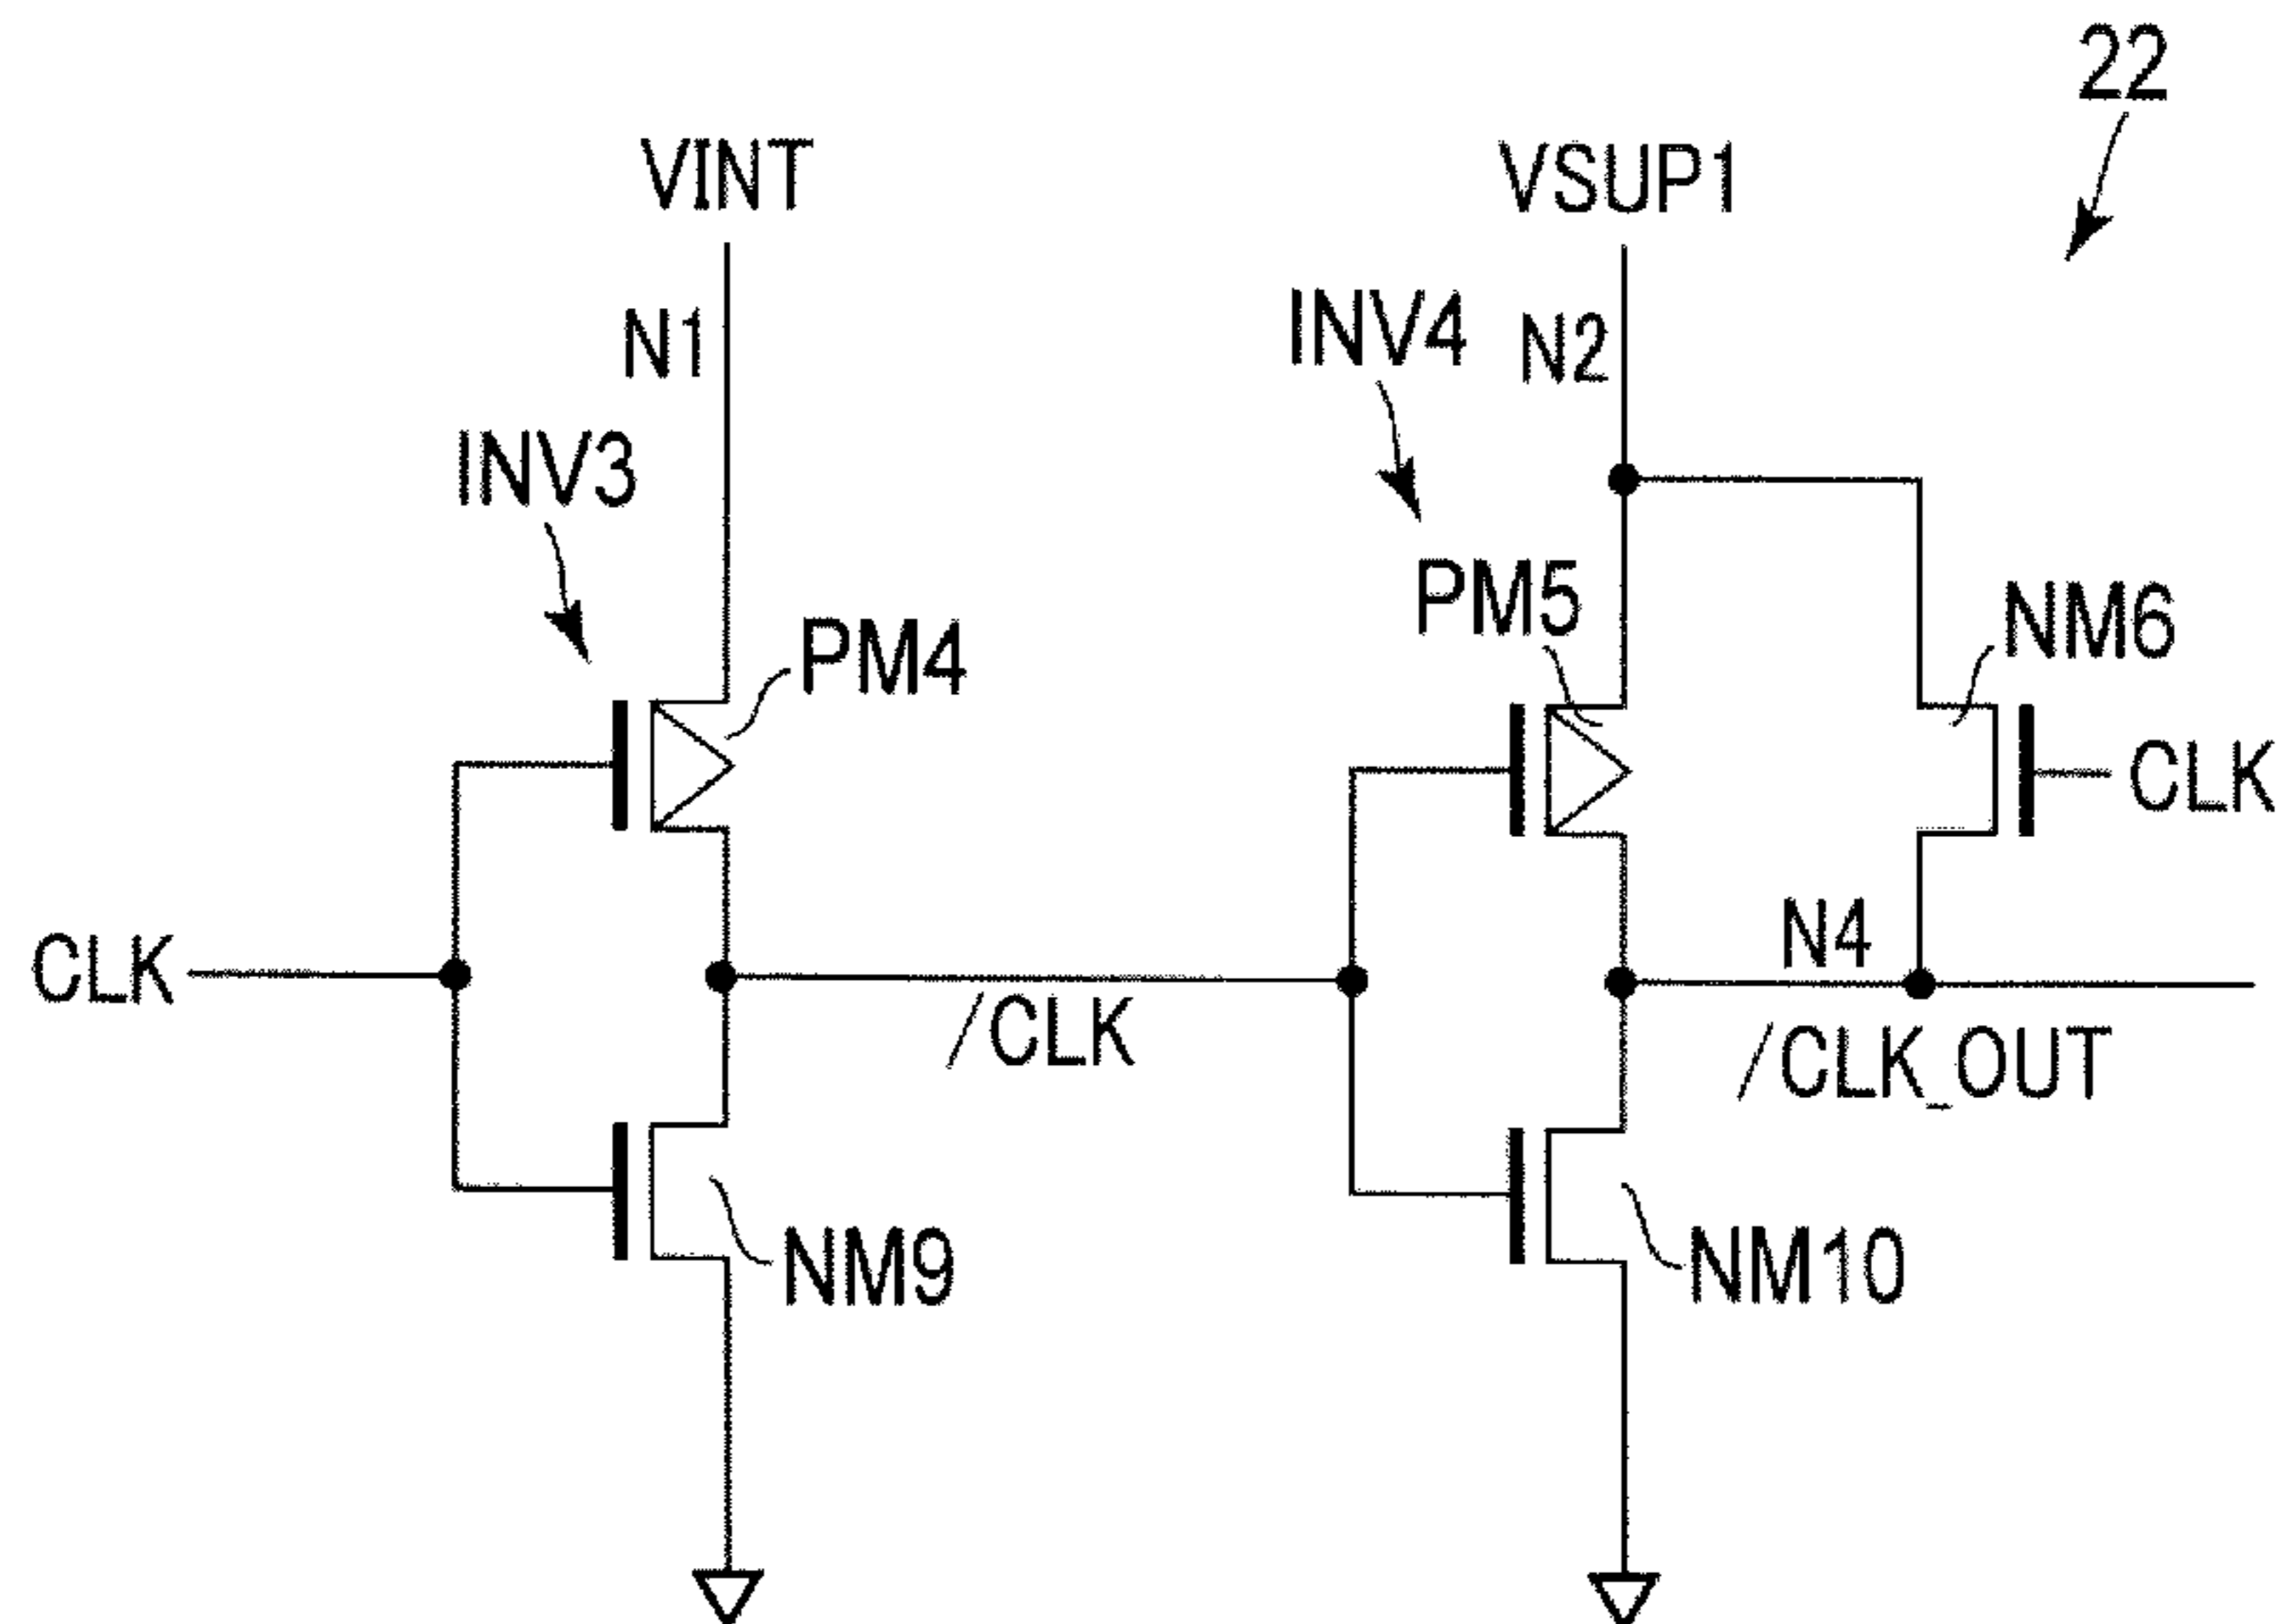 22
VINT
VSUP1
N1
INV4
N2
INV3
PM5
NM6
PM4
CLK
N4
CLK
/CLK
/CLK_OUT
NM9
NM10